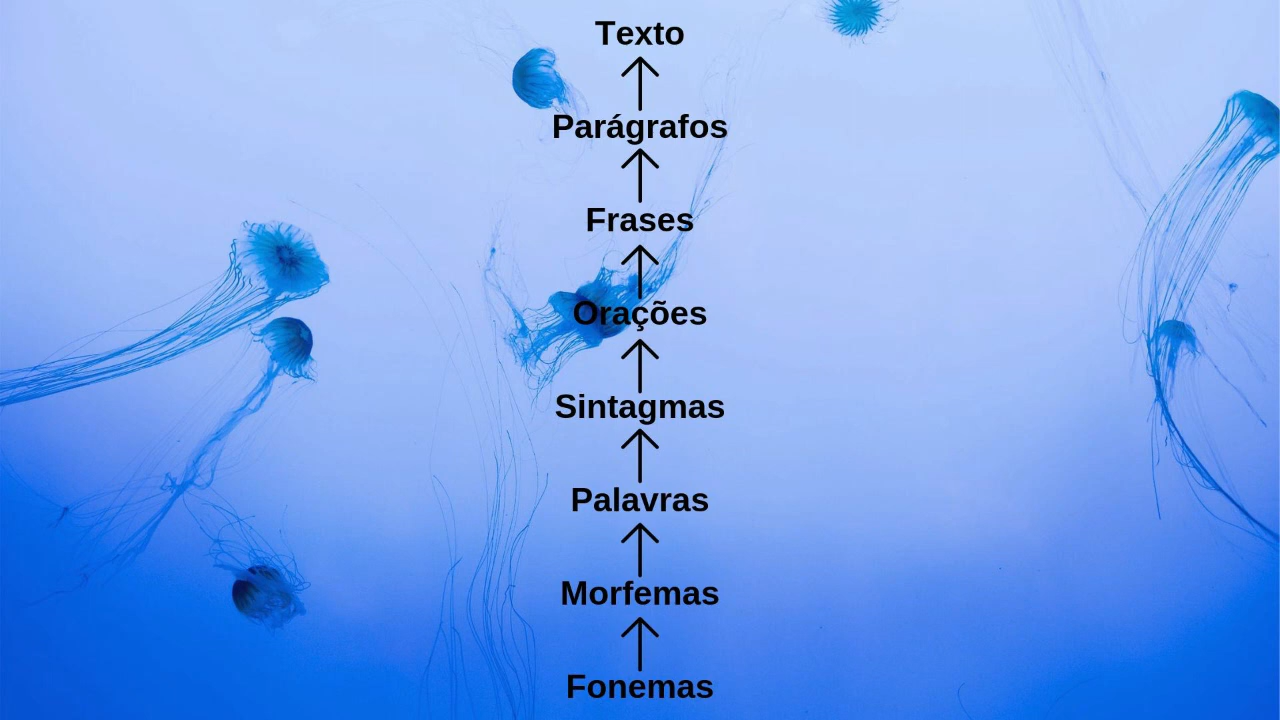 Texto
Parágrafos
Frases
Orações
Sintagmas
Palavras
Morfemas
Fonemas